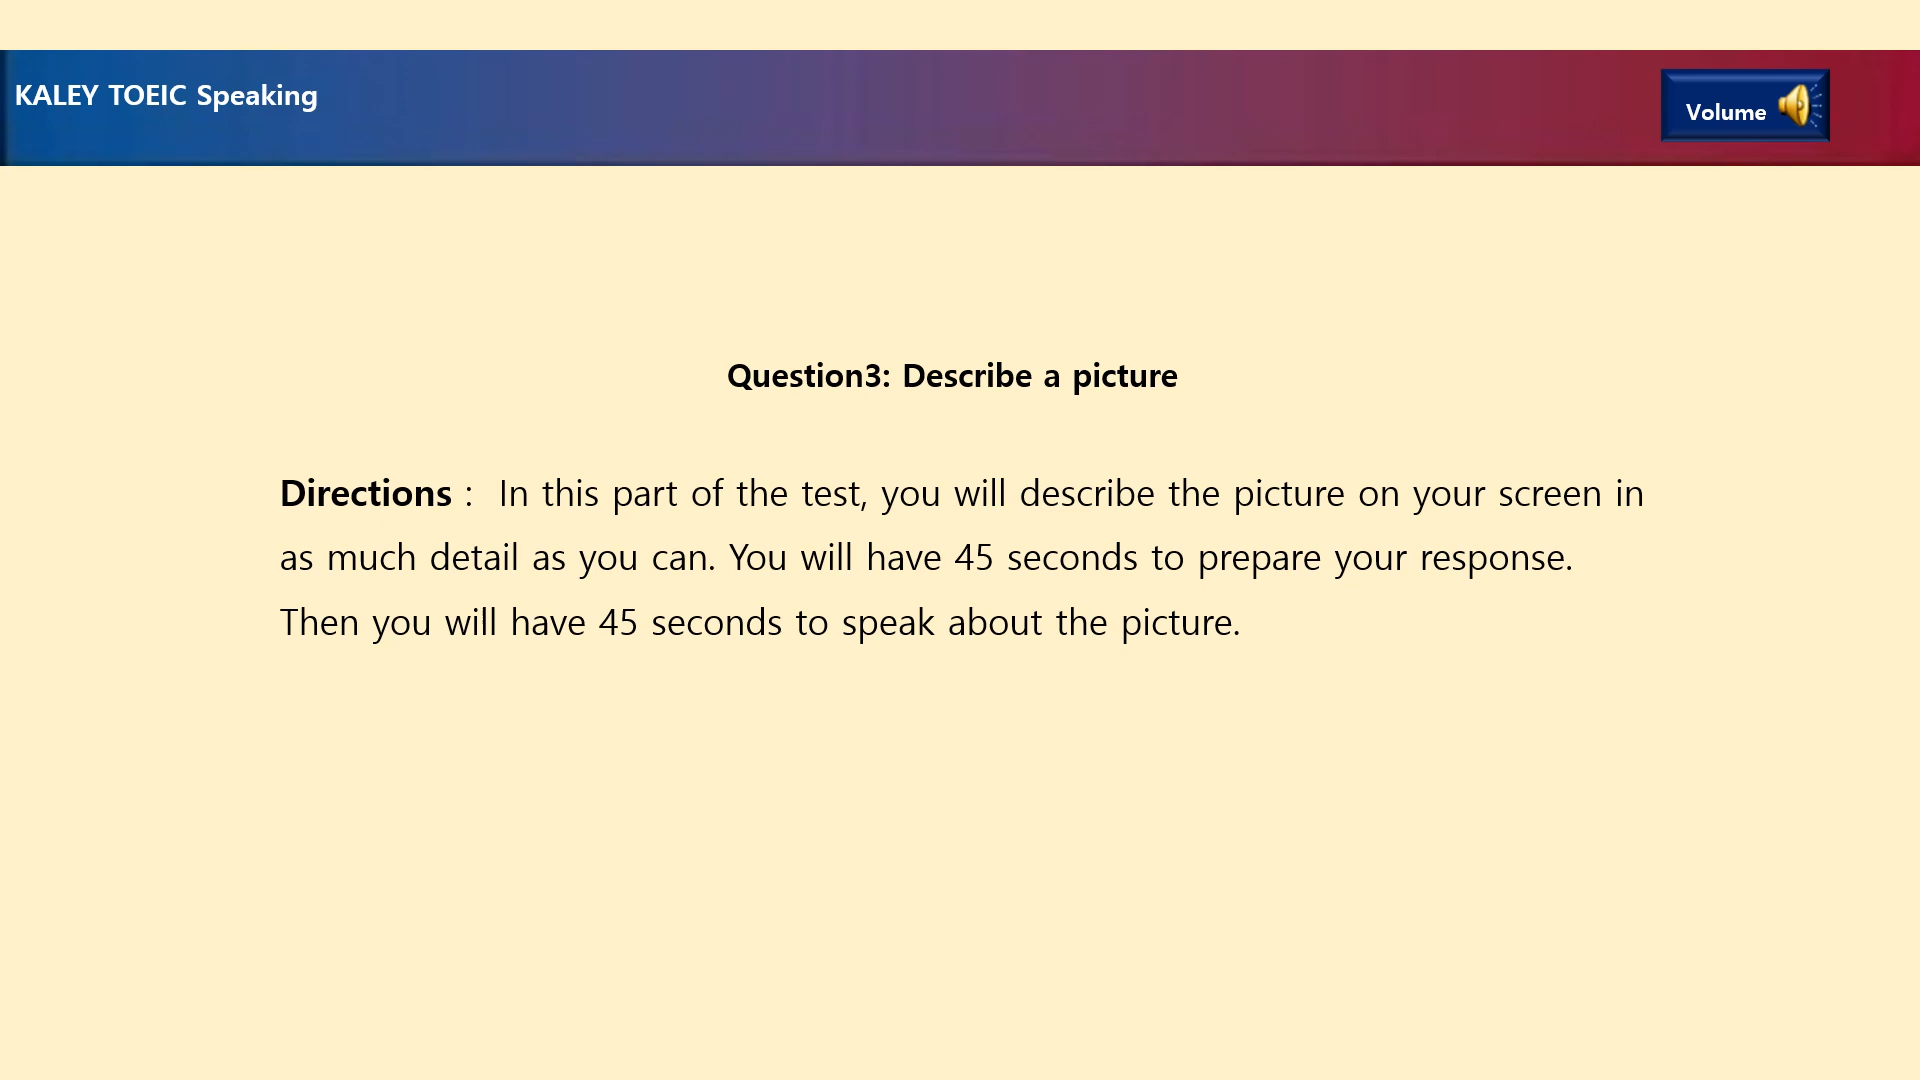 KALEY TOEIC Speaking
Volume
Question3: Describe a picture
Directions :  In this part of the test, you will describe the picture on your screen in
as much detail as you can. You will have 45 seconds to prepare your response.
Then you will have 45 seconds to speak about the picture.